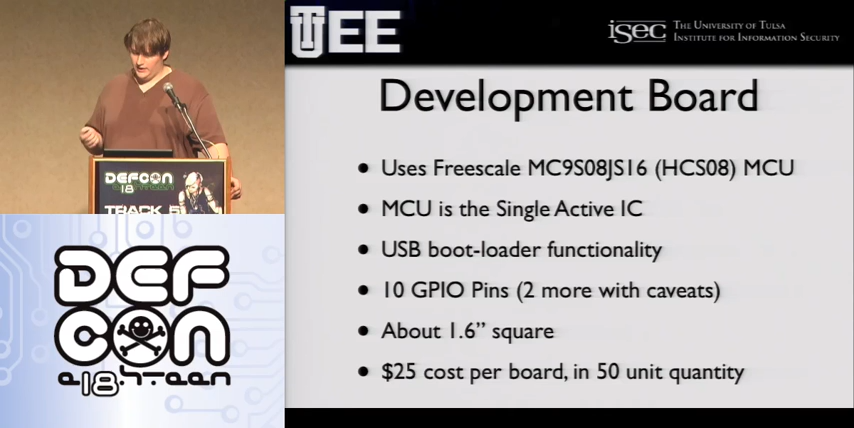 DEFCON
18
TRACK 5
DEF
CON
e18hteen
UTEE
isec THE UNIVERSITY OF TULSA
INSTITUTE FOR INFORMATION SECURITY
Development Board
• Uses Freescale MC9S08JS16 (HCS08) MCU
• MCU is the Single Active IC
• USB boot-loader functionality
• 10 GPIO Pins (2 more with caveats)
• About 1.6” square
• $25 cost per board, in 50 unit quantity